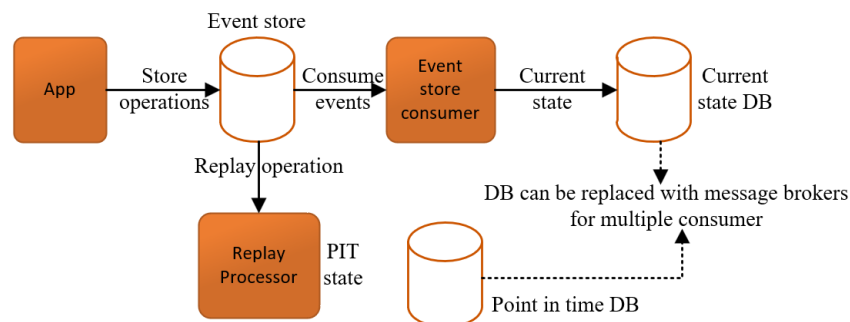 Event store
App
Store
operations
Consume
events
Event
store
consumer
Current
state
Current
state DB
Replay operation
DB can be replaced with message brokers
for multiple consumer
Replay
Processor
PIT
state
Point in time DB